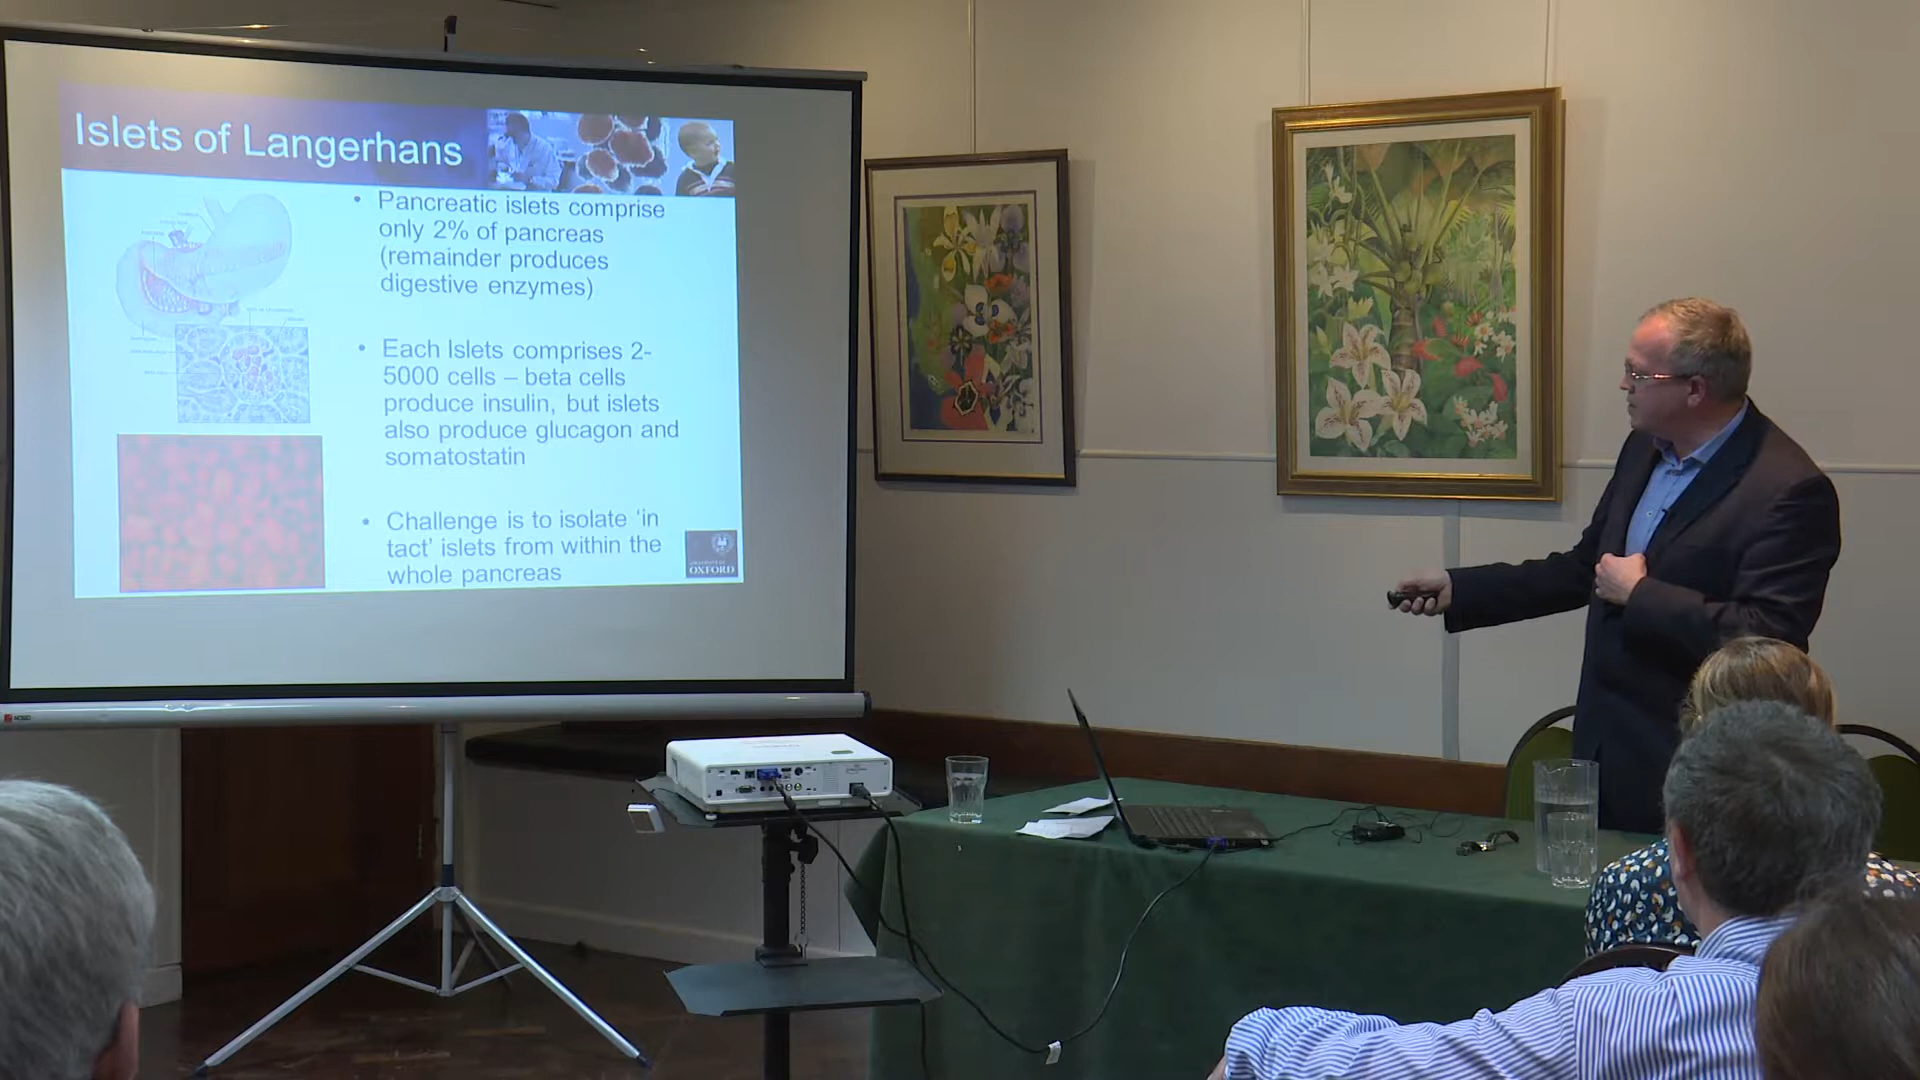 Islets of Langerhans
• Pancreatic islets comprise
only 2% of pancreas
(remainder produces
digestive enzymes)
• Each Islets comprises 2-
5000 cells – beta cells
produce insulin, but islets
also produce glucagon and
somatostatin
• Challenge is to isolate ‘in
tact’ islets from within the
whole pancreas
UNIVERSITY OF
OXFORD